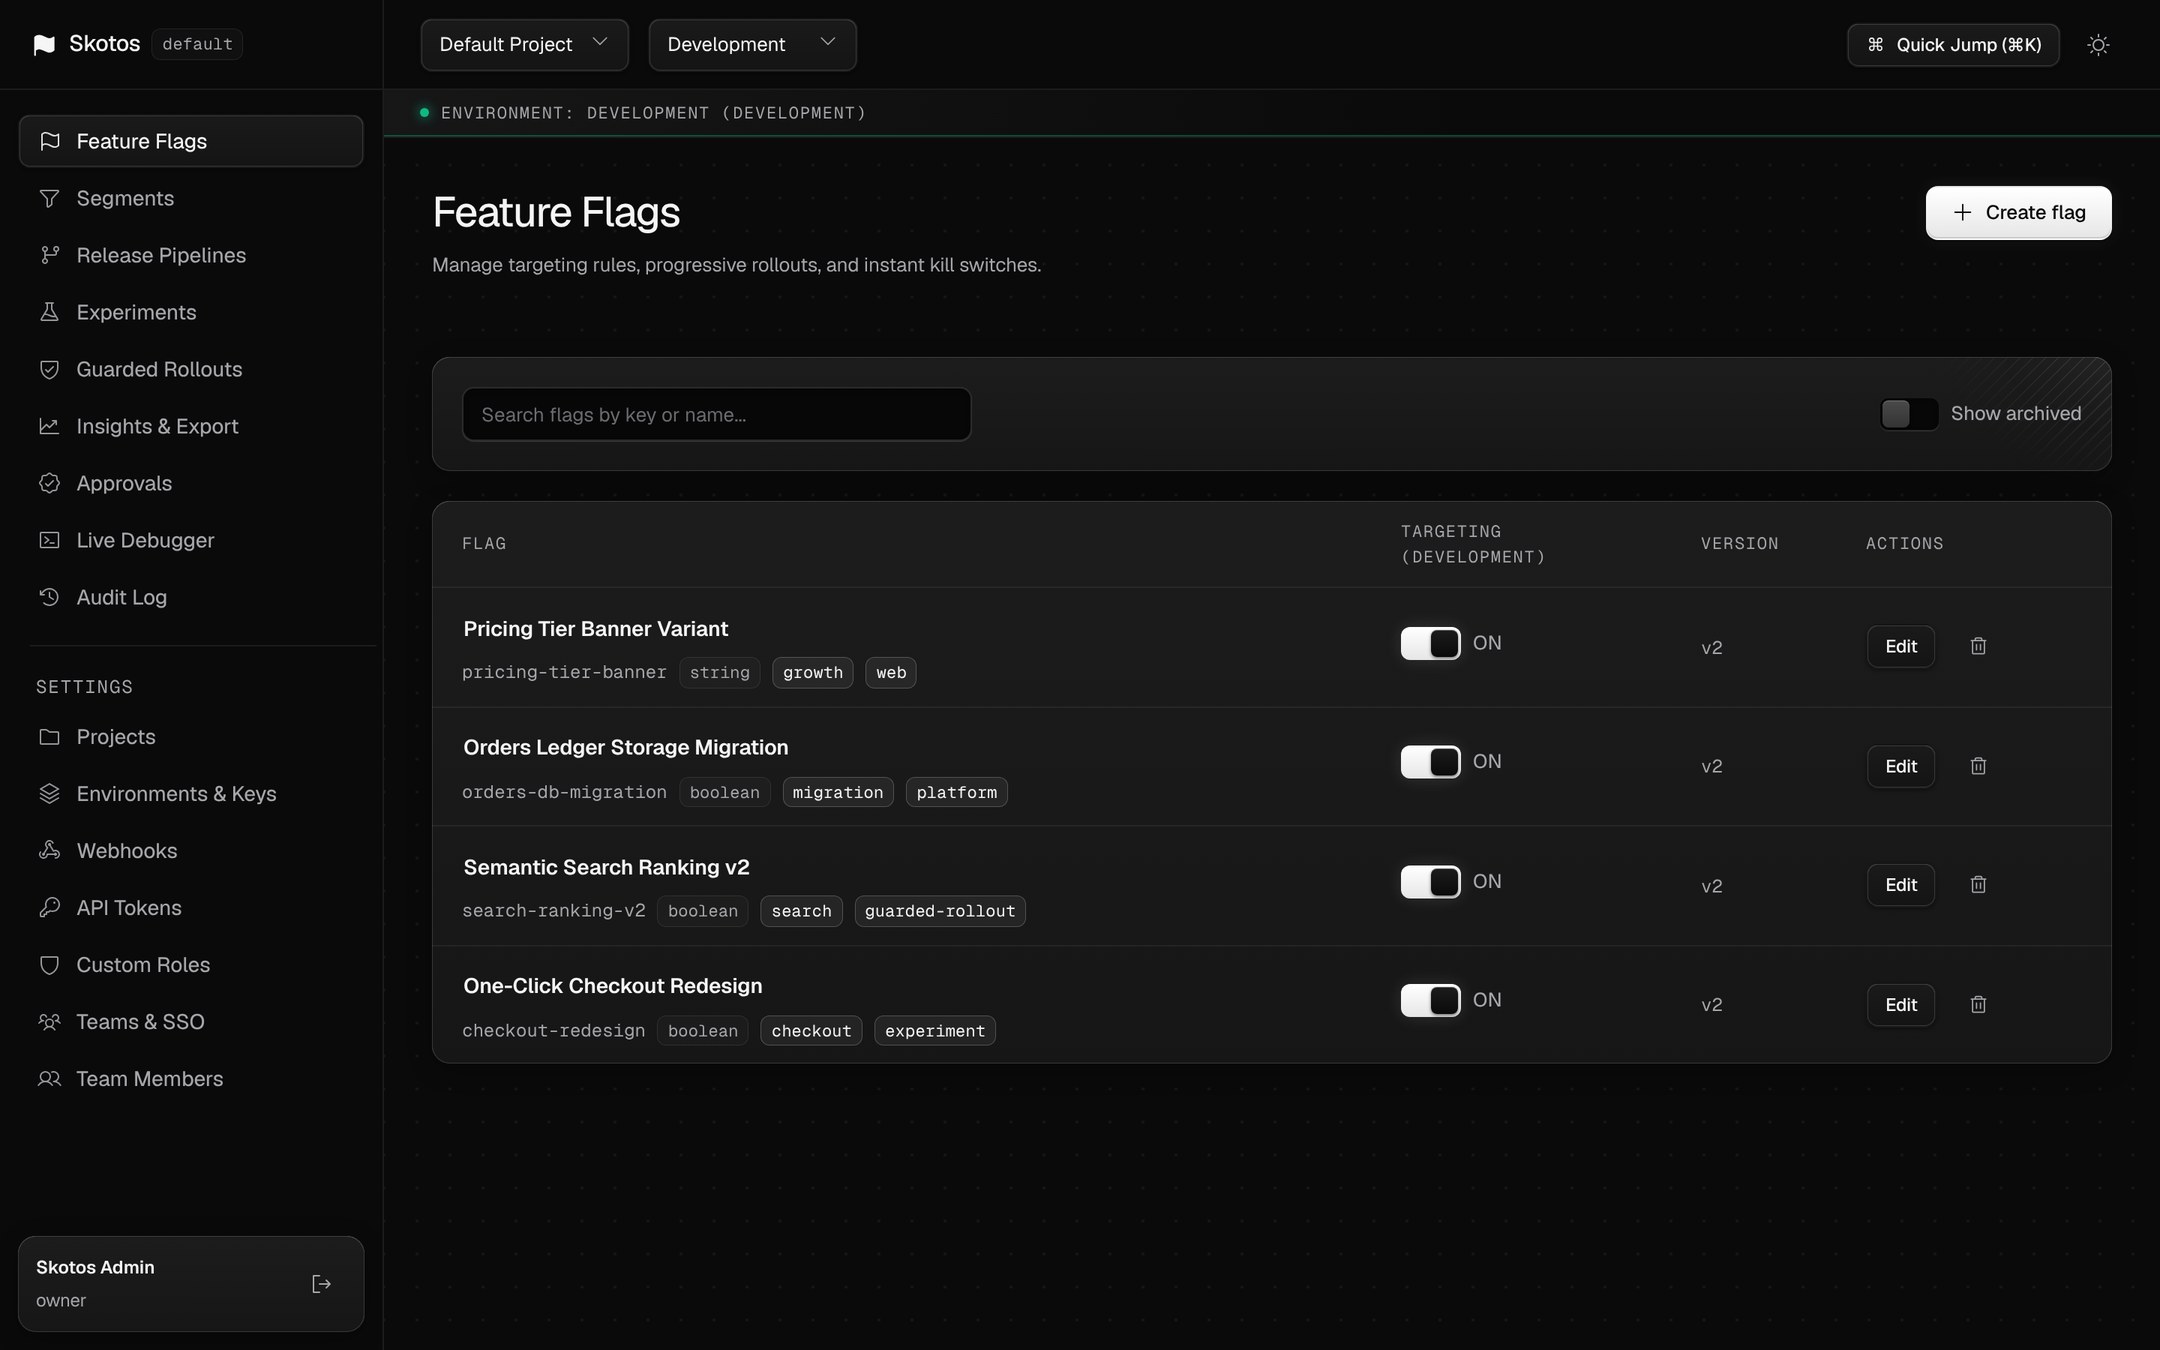 Skotos default
Default Project
Development
⌘ Quick Jump (⌘K)
ENVIRONMENT: DEVELOPMENT (DEVELOPMENT)
Feature Flags
Segments
Release Pipelines
Experiments
Guarded Rollouts
Insights & Export
Approvals
Live Debugger
Audit Log
SETTINGS
Projects
Environments & Keys
Webhooks
API Tokens
Custom Roles
Teams & SSO
Team Members
Skotos Admin
owner
Feature Flags
Manage targeting rules, progressive rollouts, and instant kill switches.
+ Create flag
Search flags by key or name...
Show archived
FLAG
TARGETING
(DEVELOPMENT)
VERSION
ACTIONS
Pricing Tier Banner Variant
pricing-tier-banner string growth web
ON
v2
Edit
Orders Ledger Storage Migration
orders-db-migration boolean migration platform
ON
v2
Edit
Semantic Search Ranking v2
search-ranking-v2 boolean search guarded-rollout
ON
v2
Edit
One-Click Checkout Redesign
checkout-redesign boolean checkout experiment
ON
v2
Edit